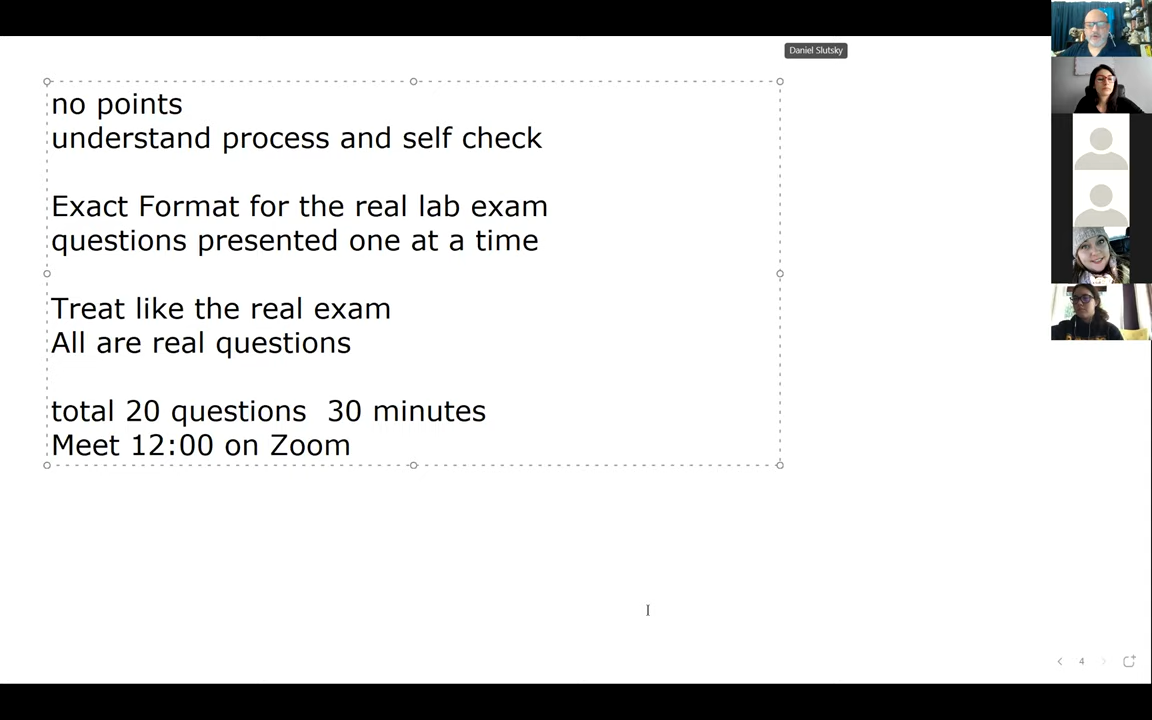 Daniel Slutsky
no points
understand process and self check
Exact Format for the real lab exam
questions presented one at a time
Treat like the real exam
All are real questions
total 20 questions  30 minutes
Meet 12:00 on Zoom
4